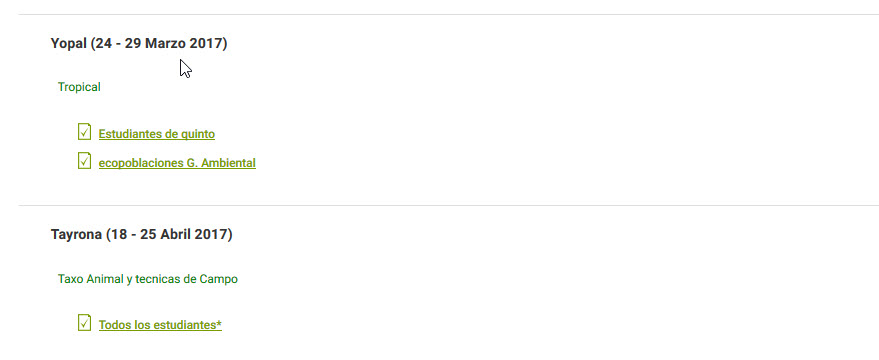 Yopal (24 - 29 Marzo 2017)
Tropical
Estudiantes de quinto
ecopoblaciones G. Ambiental
Tayrona (18 - 25 Abril 2017)
Taxo Animal y tecnicas de Campo
Todos los estudiantes*